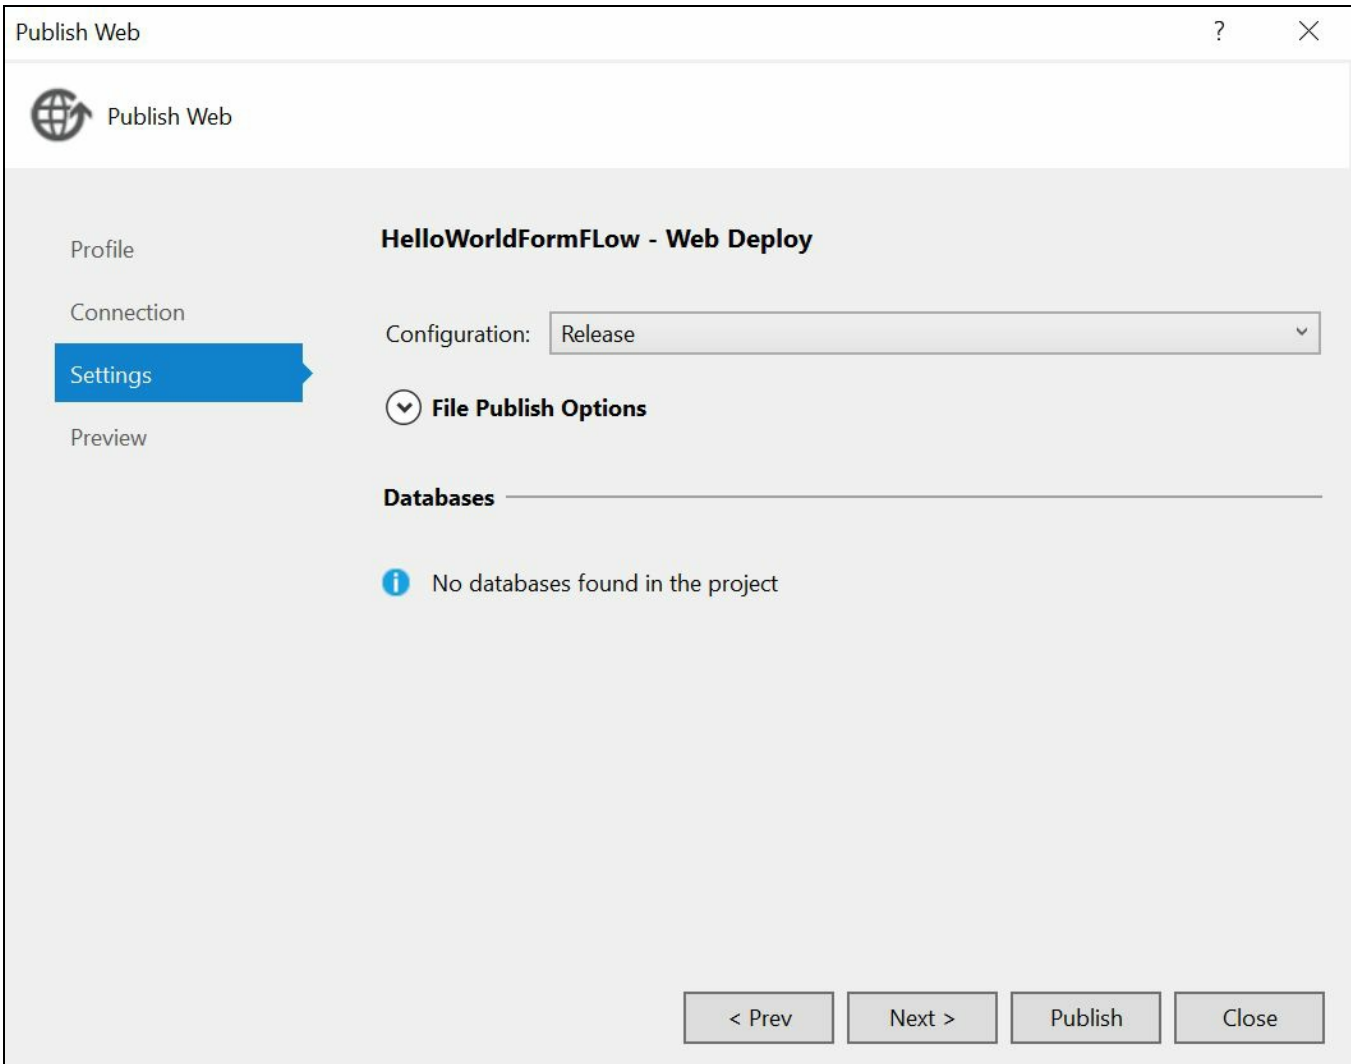 Publish Web ?
Publish Web
Profile
Connection
Settings
Preview
HelloWorldFormFLow - Web Deploy
Configuration: Release
File Publish Options
Databases
No databases found in the project
< Prev Next > Publish Close